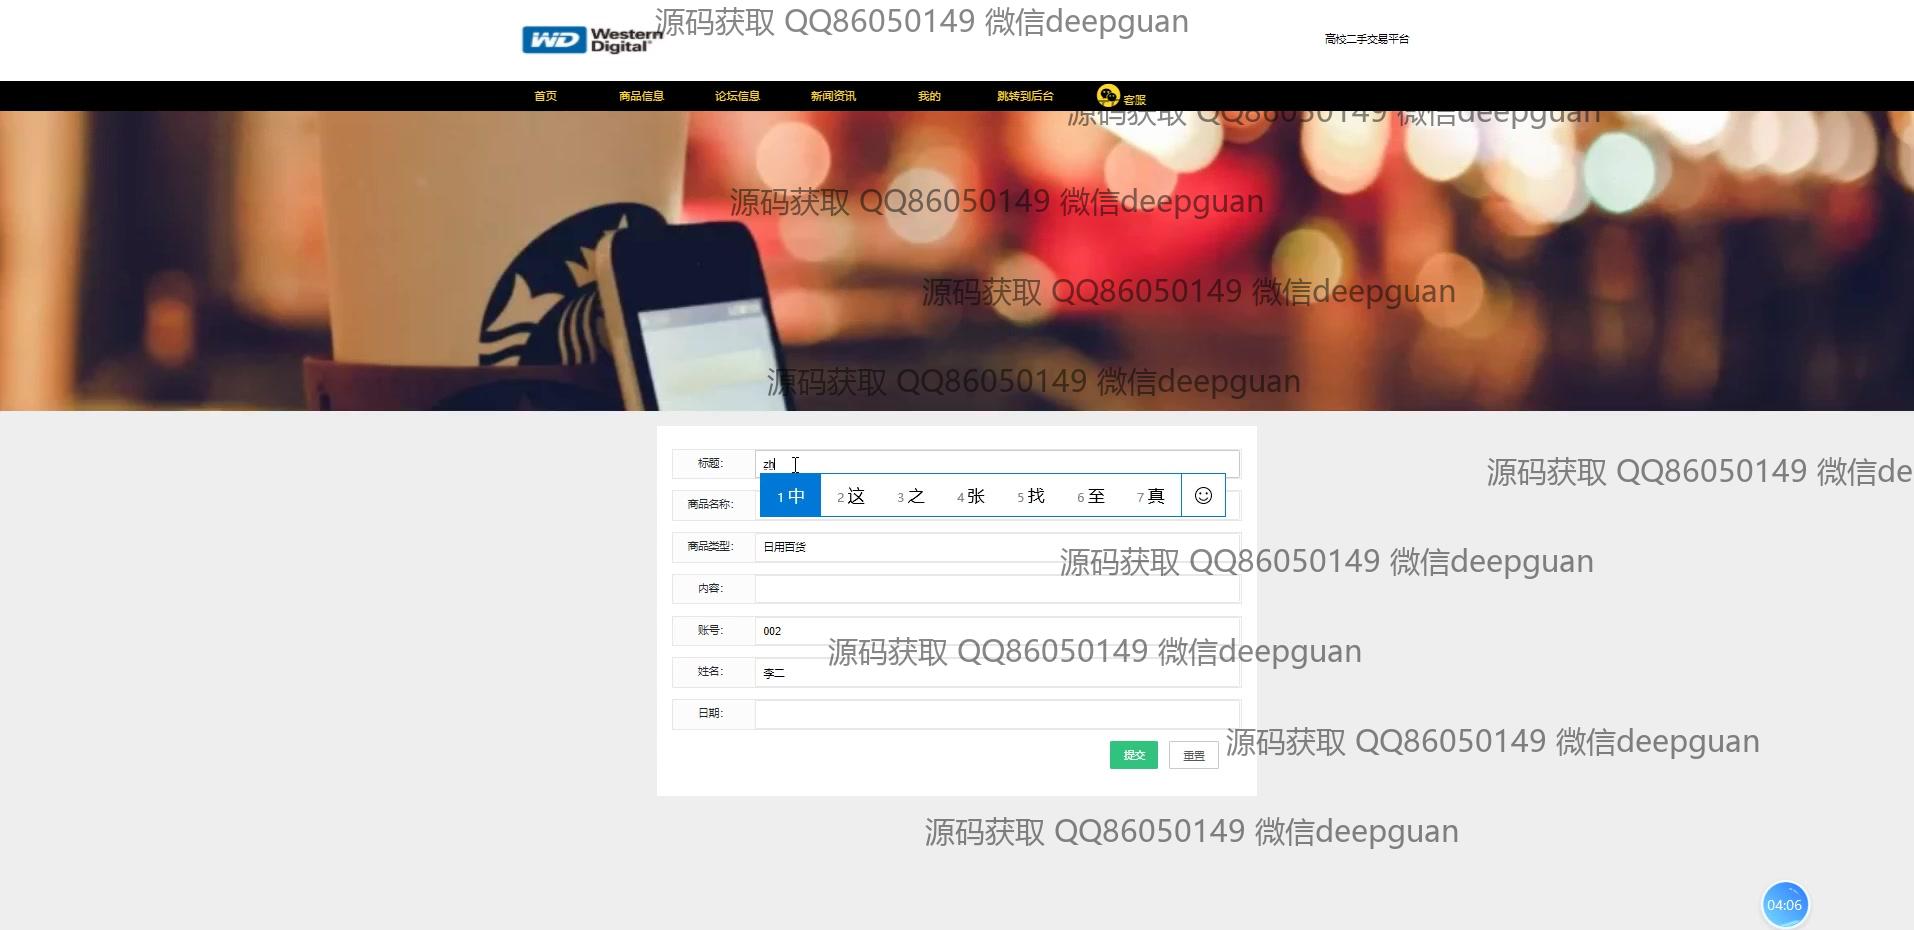 源码获取 QQ86050149 微信deepguan
WD Western Digital
高校二手交易平台
首页 商品信息 论坛信息 新闻资讯 我的 跳转到后台 客服
源码获取 QQ86050149 微信deepguan
源码获取 QQ86050149 微信deepguan
源码获取 QQ86050149 微信deepguan
源码获取 QQ86050149 微信deepguan
标题: zh
源码获取 QQ86050149 微信de
1 中 2 这 3 之 4 张 5 找 6 至 7 真
商品名称:
商品类型: 日用百货
源码获取 QQ86050149 微信deepguan
内容:
账号: 002
源码获取 QQ86050149 微信deepguan
姓名: 李二
日期:
源码获取 QQ86050149 微信deepguan
提交 重置
源码获取 QQ86050149 微信deepguan
04:06